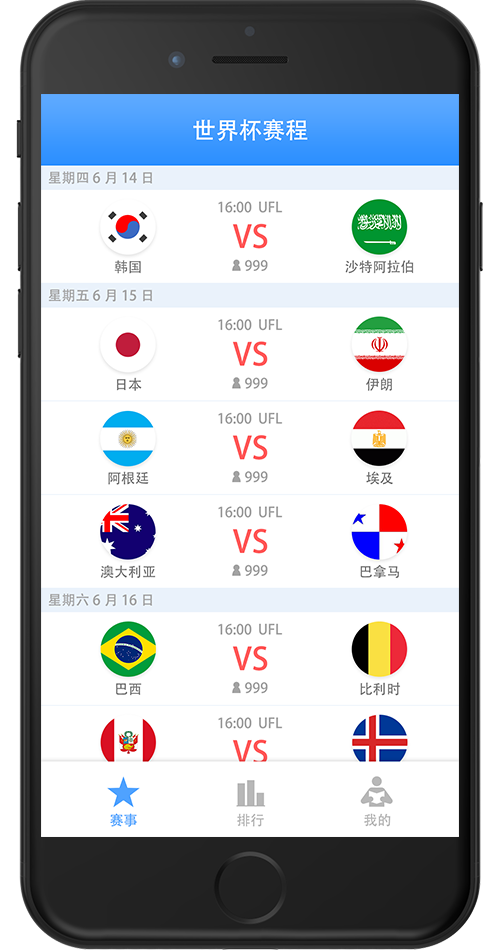 世界杯赛程
星期四 6 月 14 日
16:00 UFL
VS
韩国 999 沙特阿拉伯
星期五 6 月 15 日
16:00 UFL
VS
日本 999 伊朗
16:00 UFL
VS
阿根廷 999 埃及
16:00 UFL
VS
澳大利亚 999 巴拿马
星期六 6 月 16 日
16:00 UFL
VS
巴西 999 比利时
16:00 UFL
VS
赛事 排行 我的